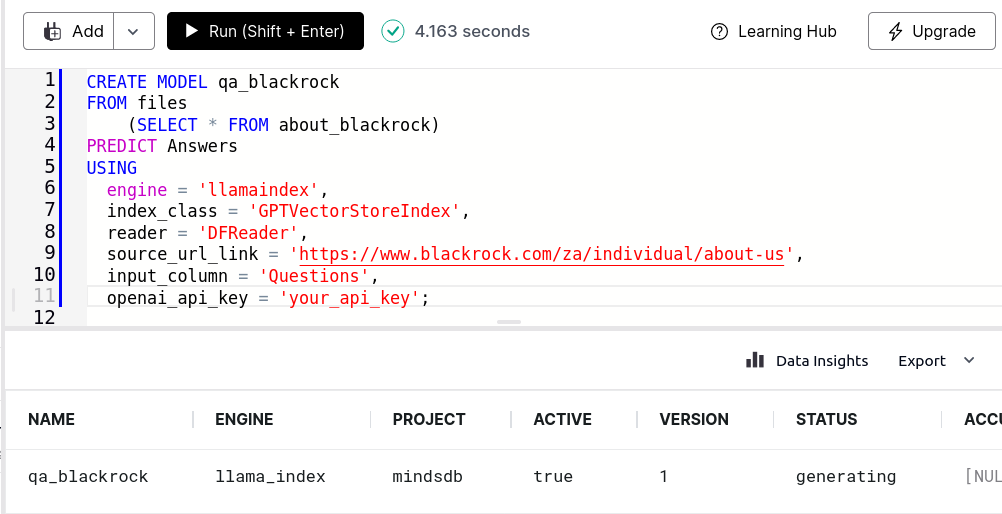 Add
Run (Shift + Enter)
4.163 seconds
Learning Hub
Upgrade
1 CREATE MODEL qa_blackrock
2 FROM files
3 (SELECT * FROM about_blackrock)
4 PREDICT Answers
5 USING
6 engine = 'llamaindex',
7 index_class = 'GPTVectorStoreIndex',
8 reader = 'DFReader',
9 source_url_link = 'https://www.blackrock.com/za/individual/about-us',
10 input_column = 'Questions',
11 openai_api_key = 'your_api_key';
12
Data Insights
Export
NAME ENGINE PROJECT ACTIVE VERSION STATUS ACCU
qa_blackrock llama_index mindsdb true 1 generating [NUL